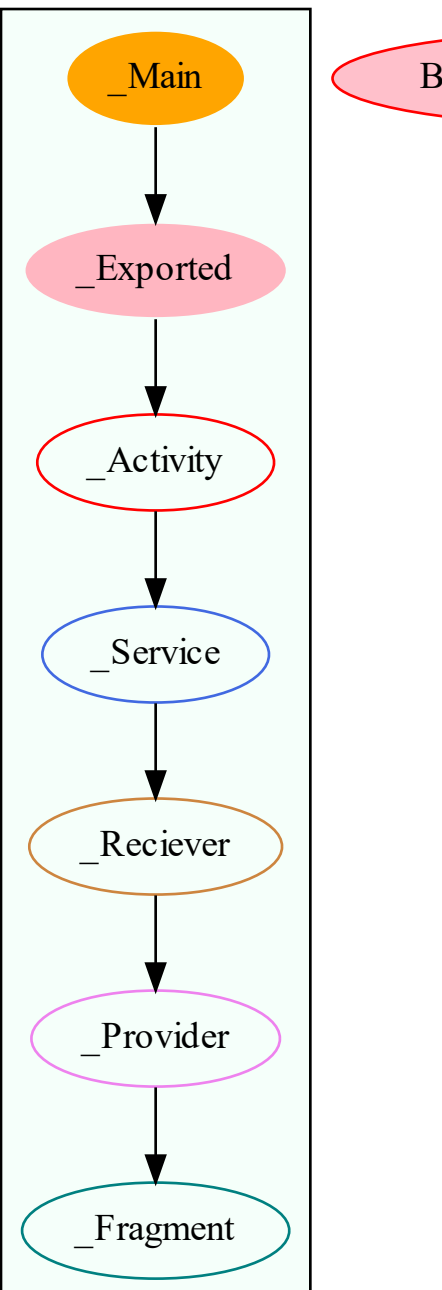 _Main
_Exported
_Activity
_Service
_Reciever
_Provider
_Fragment